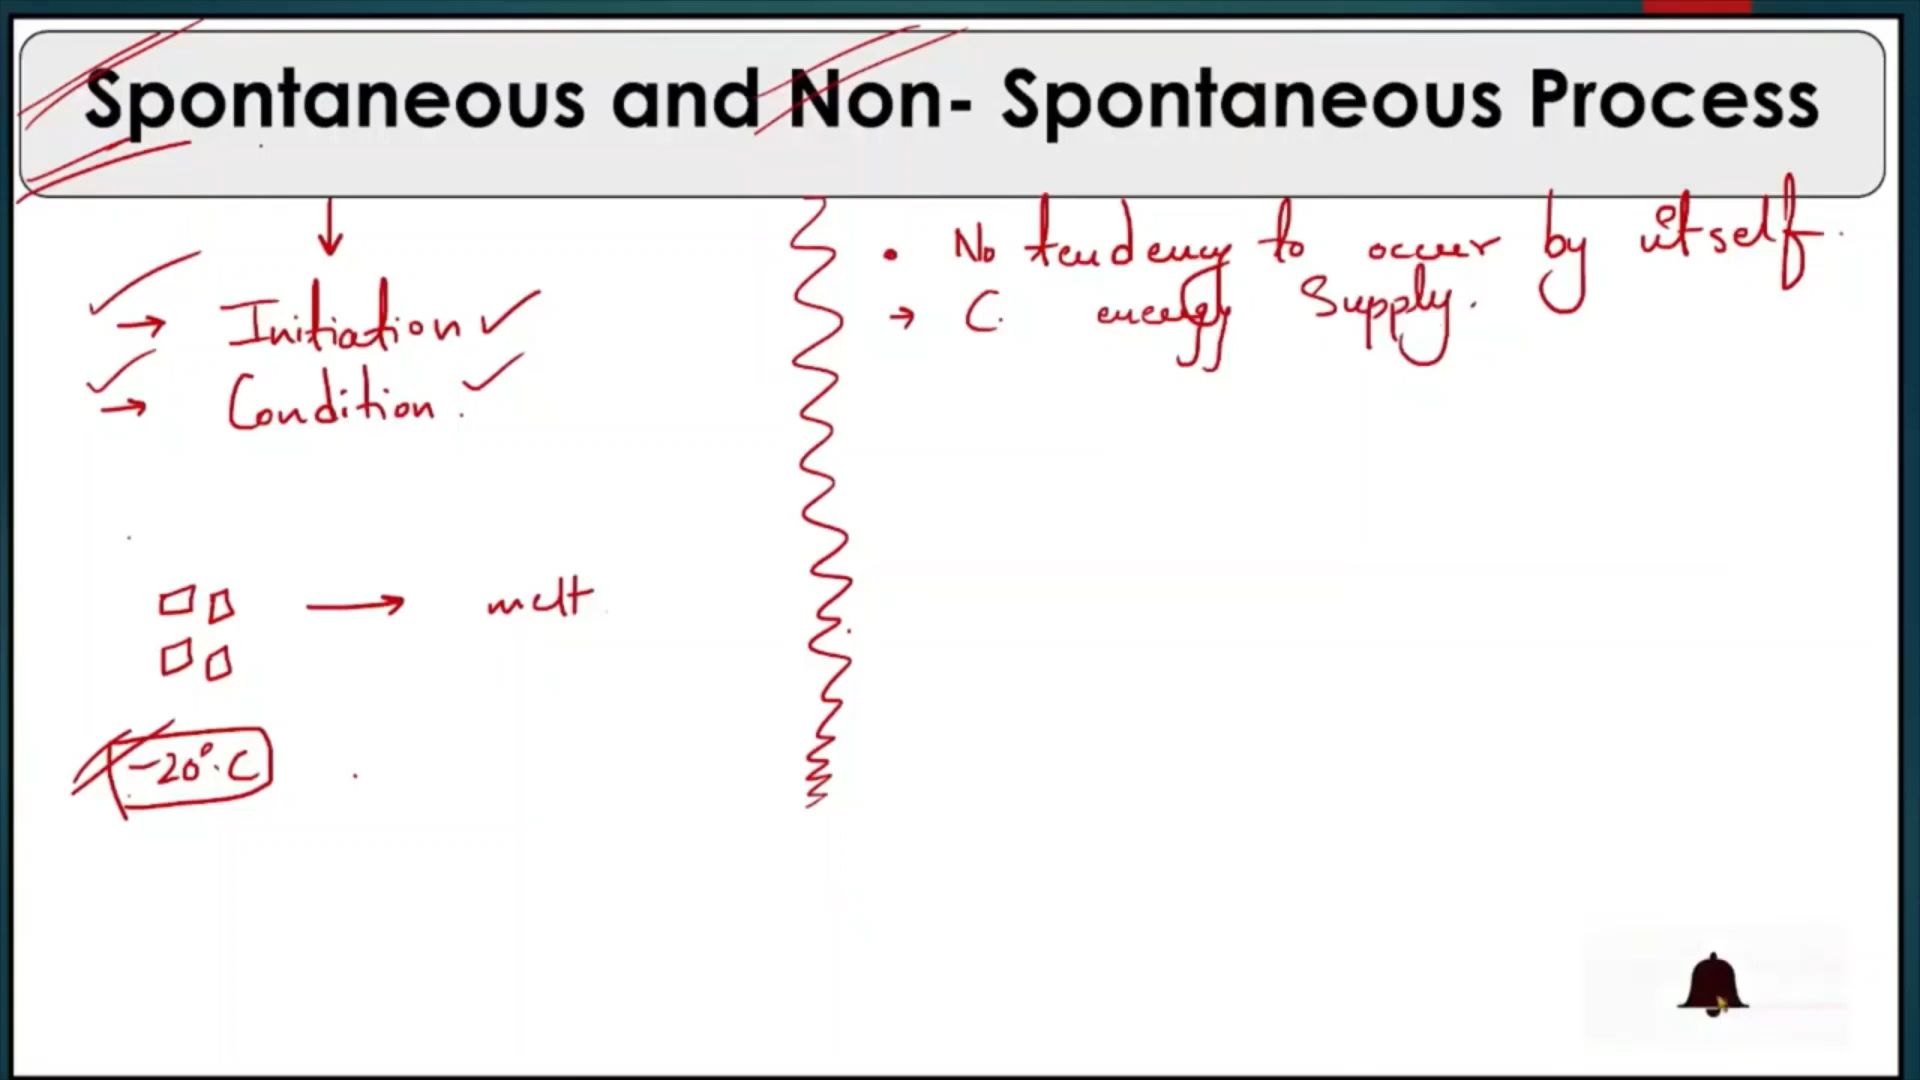 Spontaneous and Non- Spontaneous Process
→ Initiation ✓
→ Condition. ✓
→ melt
-20°C
• No tendency to occur by itself.
→ C. energy Supply.